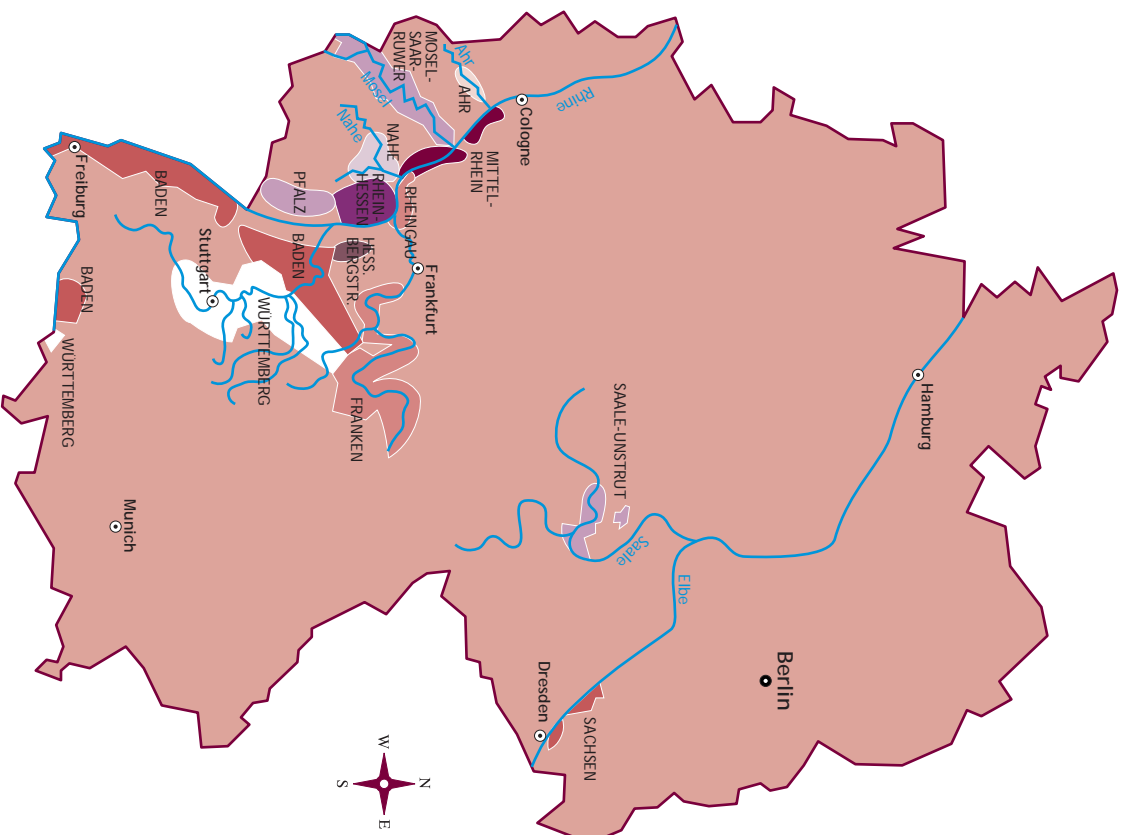 Hamburg
Berlin
Rhine
Cologne
Ahr
AHR
MOSEL-
SAAR-
RUWER
Mosel
MITTEL-
RHEIN
NAHE
Nahe
RHEINGAU
RHEIN-
HESSEN
PFALZ
HESS.
BERGSTR.
Frankfurt
FRANKEN
BADEN
WÜRTTEMBERG
Stuttgart
BADEN
Freiburg
BADEN
WÜRTTEMBERG
Munich
SAALE-UNSTRUT
Saale
Elbe
Dresden
SACHSEN
N
W
E
S